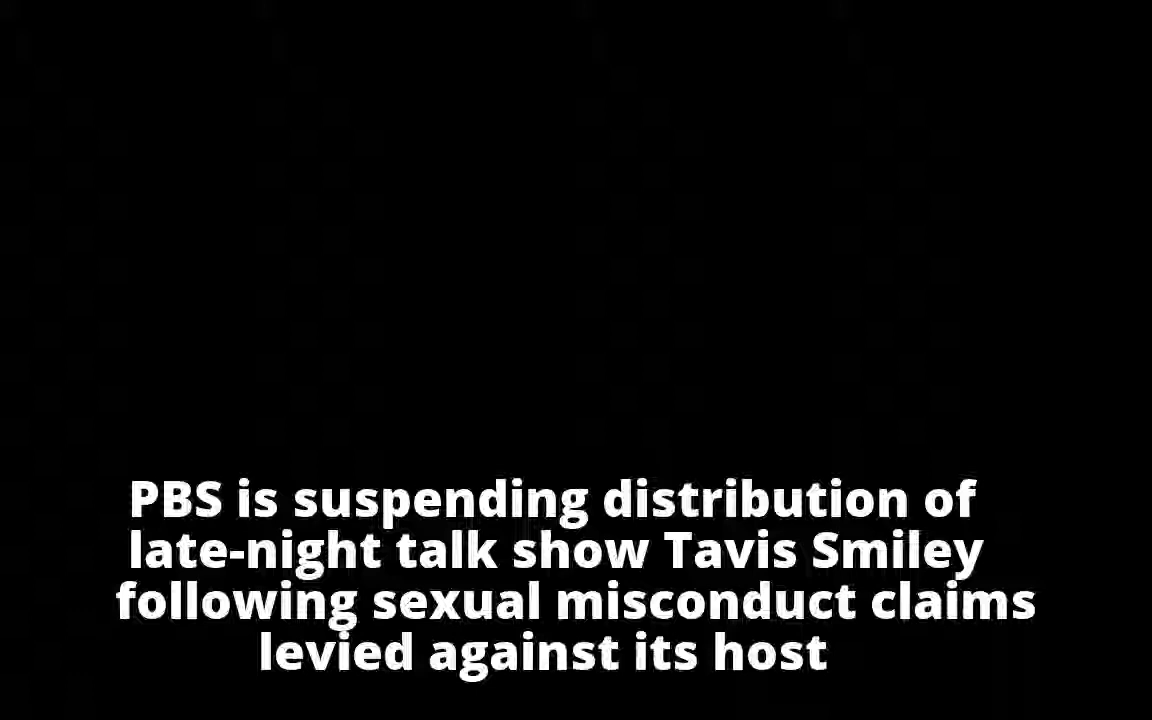 PBS is suspending distribution of
late-night talk show Tavis Smiley
following sexual misconduct claims
levied against its host